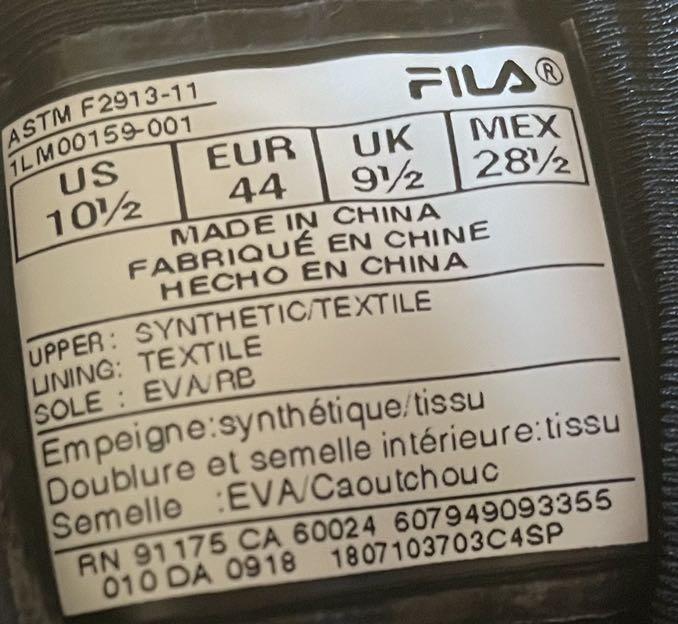 FILA®
ASTM F2913-11
1LM00159-001
US EUR UK MEX
10½ 44 9½ 28½
MADE IN CHINA
FABRIQUÉ EN CHINE
HECHO EN CHINA
UPPER: SYNTHETIC/TEXTILE
LINING: TEXTILE
SOLE : EVA/RB
Empeigne:synthétique/tissu
Doublure et semelle intérieure:tissu
Semelle :EVA/Caoutchouc
RN 91175 CA 60024 607949093355
010 DA 0918 1807103703C4SP